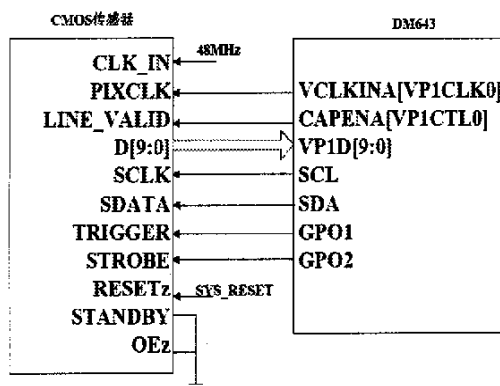 CMOS传感器
DM643
CLK_IN 48MHz
PIXCLK VCLKINA[VP1CLK0]
LINE_VALID CAPENA[VP1CTL0]
D[9:0] VP1D[9:0]
SCLK SCL
SDATA SDA
TRIGGER GPO1
STROBE GPO2
RESETz SYS_RESET
STANDBY
OEz